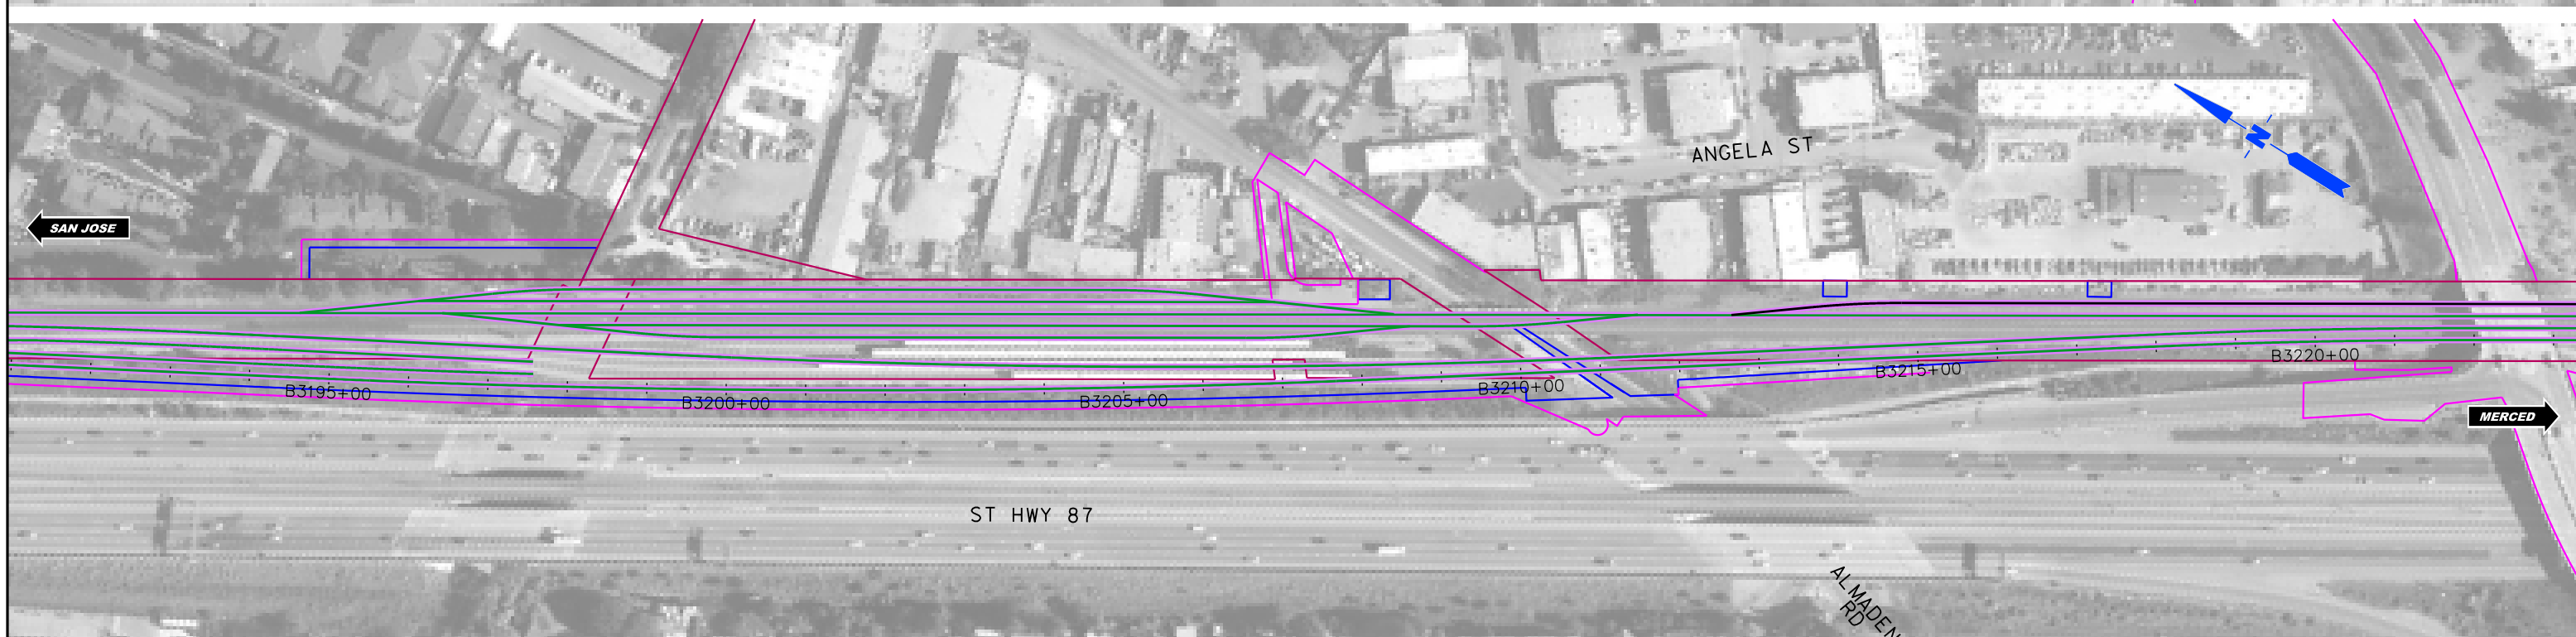 ANGELA ST
N
SAN JOSE
B3195+00
B3200+00
B3205+00
B3210+00
B3215+00
B3220+00
MERCED
ST HWY 87
ALMADEN
RD